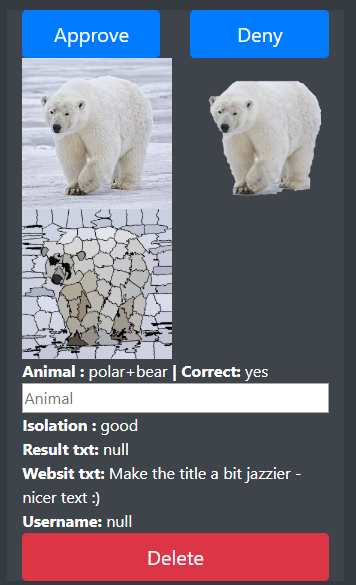 Approve
Deny
Animal : polar+bear | Correct: yes
Animal
Isolation : good
Result txt: null
Websit txt: Make the title a bit jazzier -
nicer text :)
Username: null
Delete